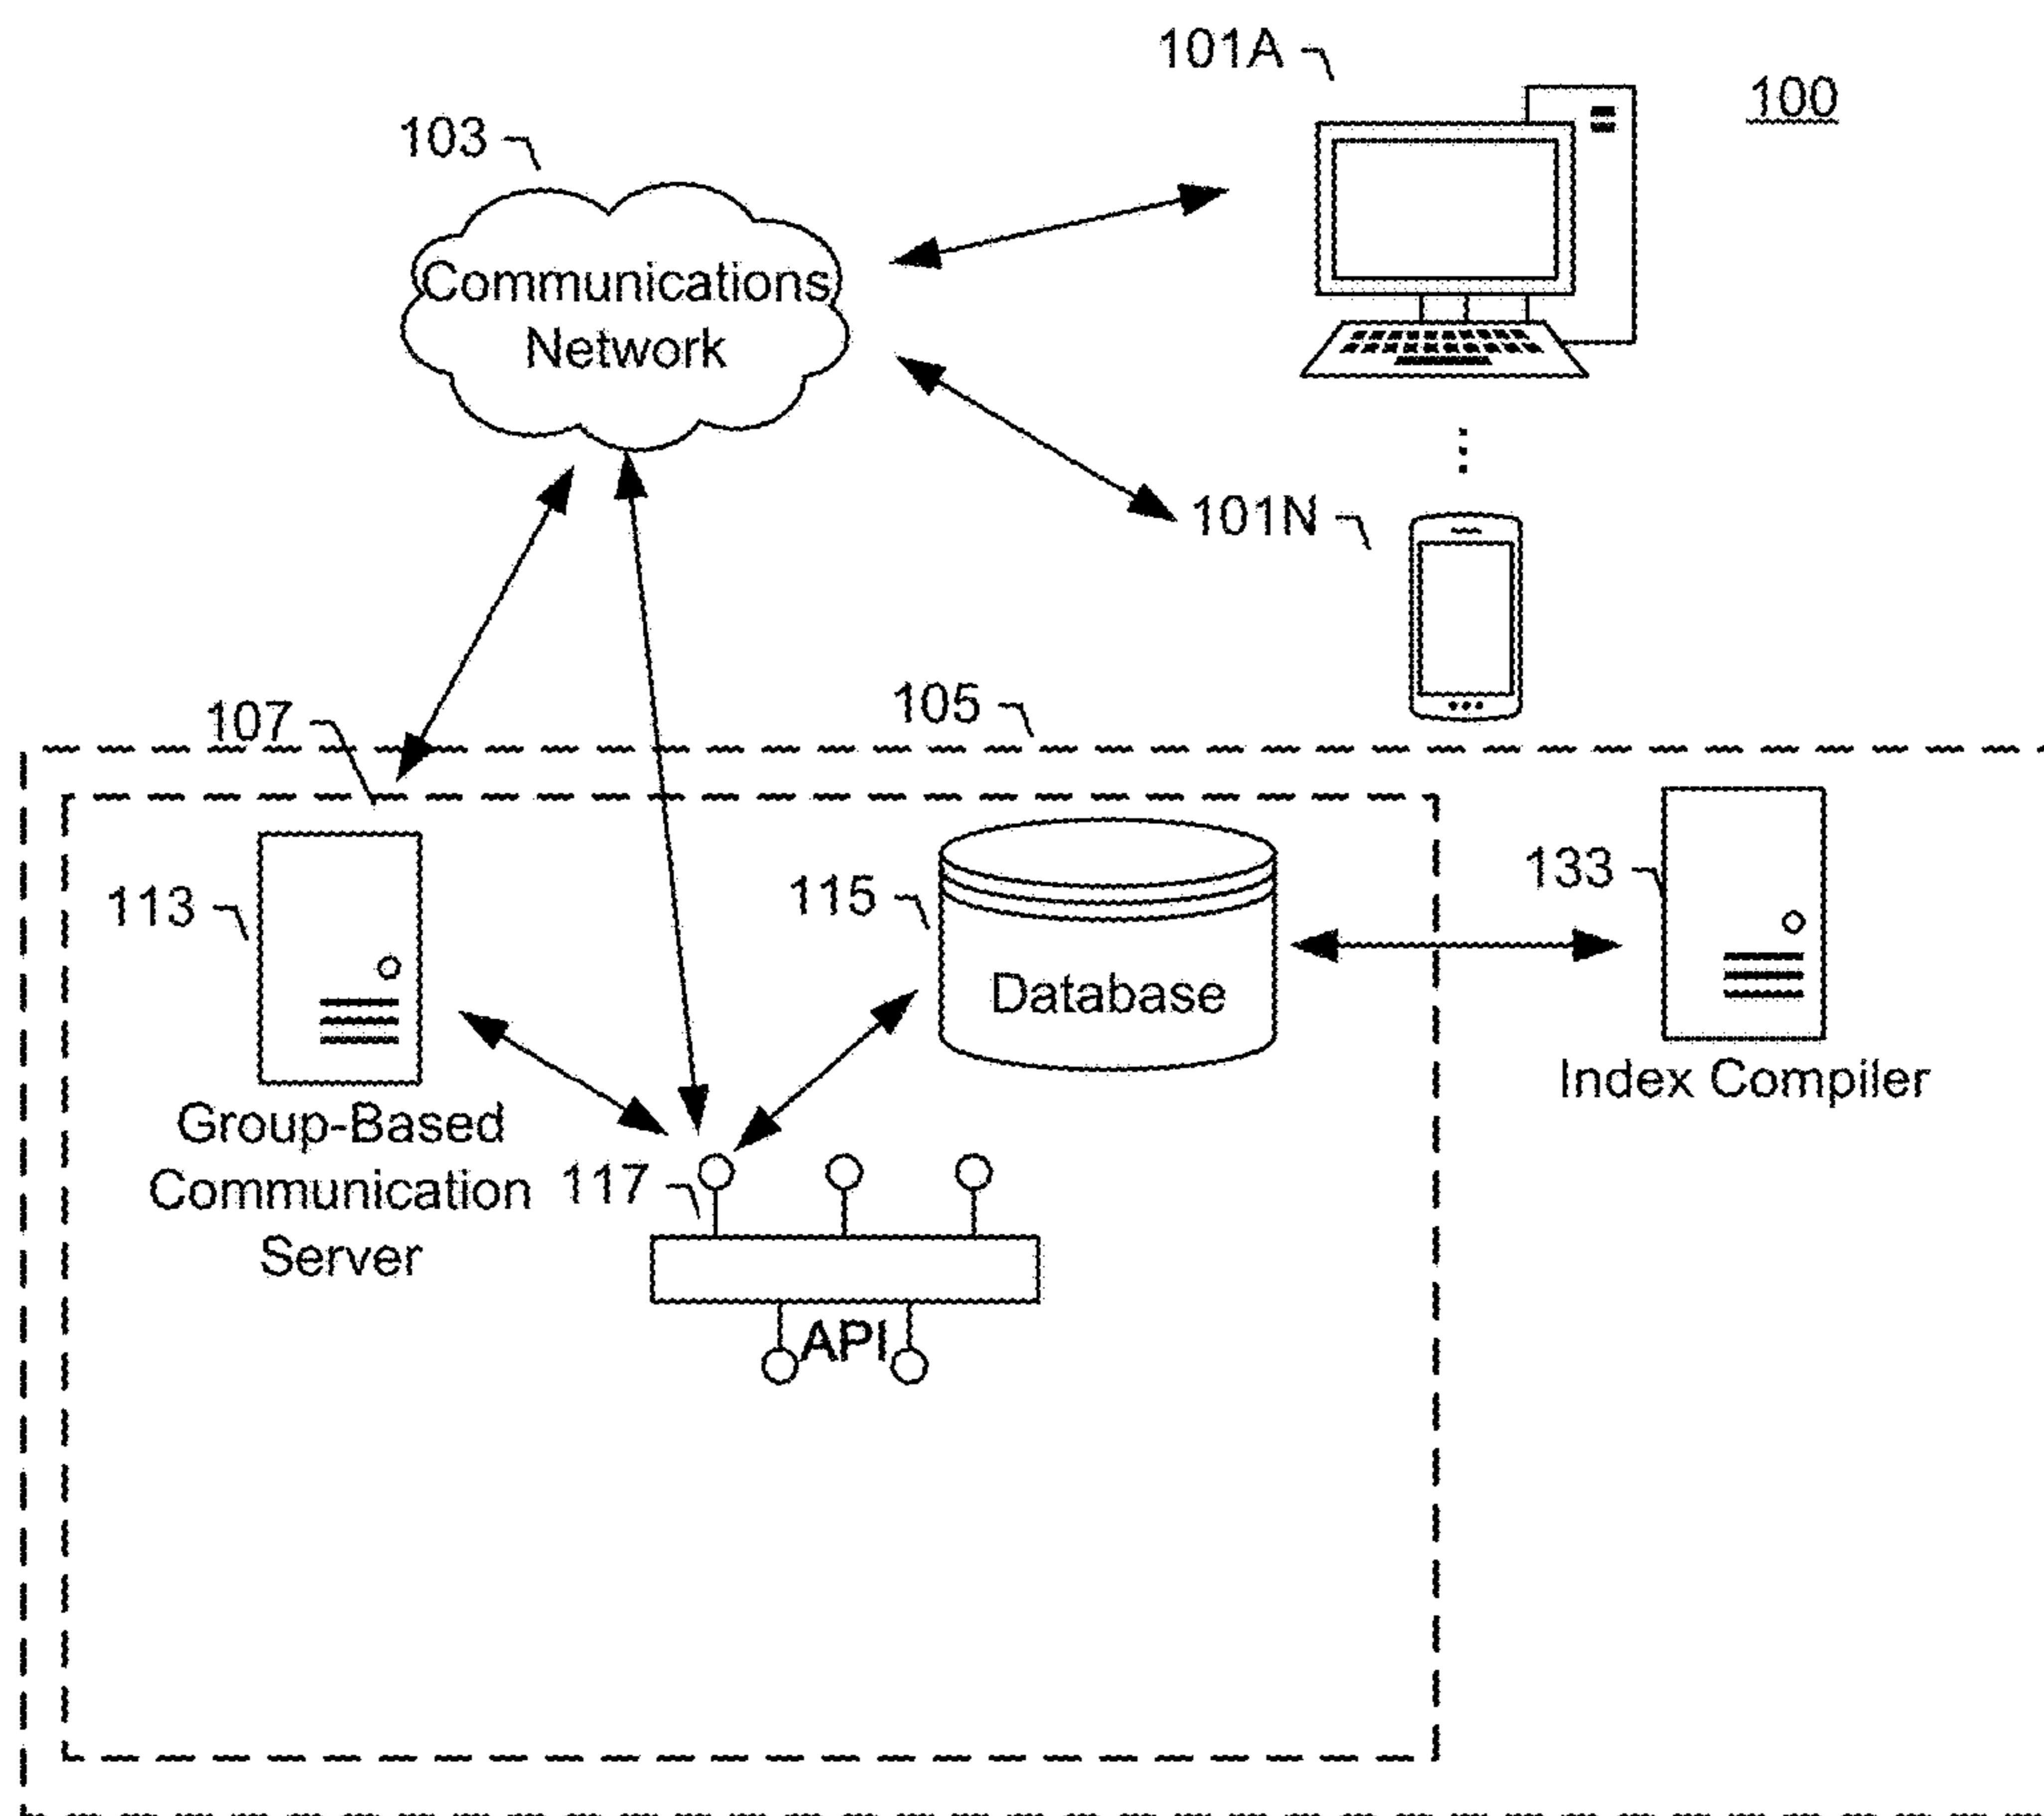 101A
100
103
Communications
Network
101N
105
107
113
115
133
Database
Index Compiler
Group-Based
Communication
Server
117
API